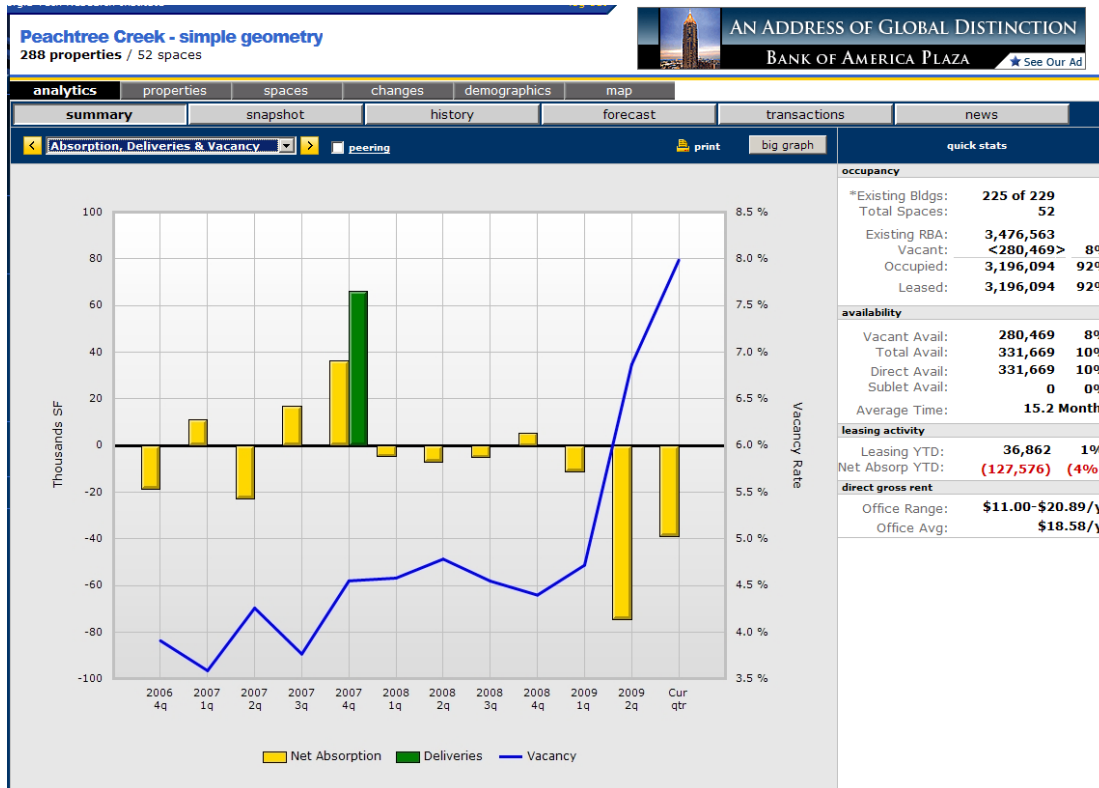 Peachtree Creek - simple geometry
288 properties / 52 spaces
AN ADDRESS OF GLOBAL DISTINCTION
BANK OF AMERICA PLAZA
See Our Ad
analytics properties spaces changes demographics map
summary snapshot history forecast transactions news
Absorption, Deliveries & Vacancy peering print big graph quick stats
100 8.5 %
80 8.0 %
60 7.5 %
40 7.0 %
20 6.5 %
0 6.0 %
-20 5.5 %
-40 5.0 %
-60 4.5 %
-80 4.0 %
-100 3.5 %
Thousands SF
Vacancy Rate
2006 2007 2007 2007 2007 2008 2008 2008 2008 2009 2009 Cur
4q 1q 2q 3q 4q 1q 2q 3q 4q 1q 2q qtr
Net Absorption Deliveries Vacancy
occupancy
*Existing Bldgs: 225 of 229
Total Spaces: 52
Existing RBA: 3,476,563
Vacant: <280,469> 8%
Occupied: 3,196,094 92%
Leased: 3,196,094 92%
availability
Vacant Avail: 280,469 8%
Total Avail: 331,669 10%
Direct Avail: 331,669 10%
Sublet Avail: 0 0%
Average Time: 15.2 Month
leasing activity
Leasing YTD: 36,862 1%
Net Absorp YTD: (127,576) (4%
direct gross rent
Office Range: $11.00-$20.89/y
Office Avg: $18.58/y